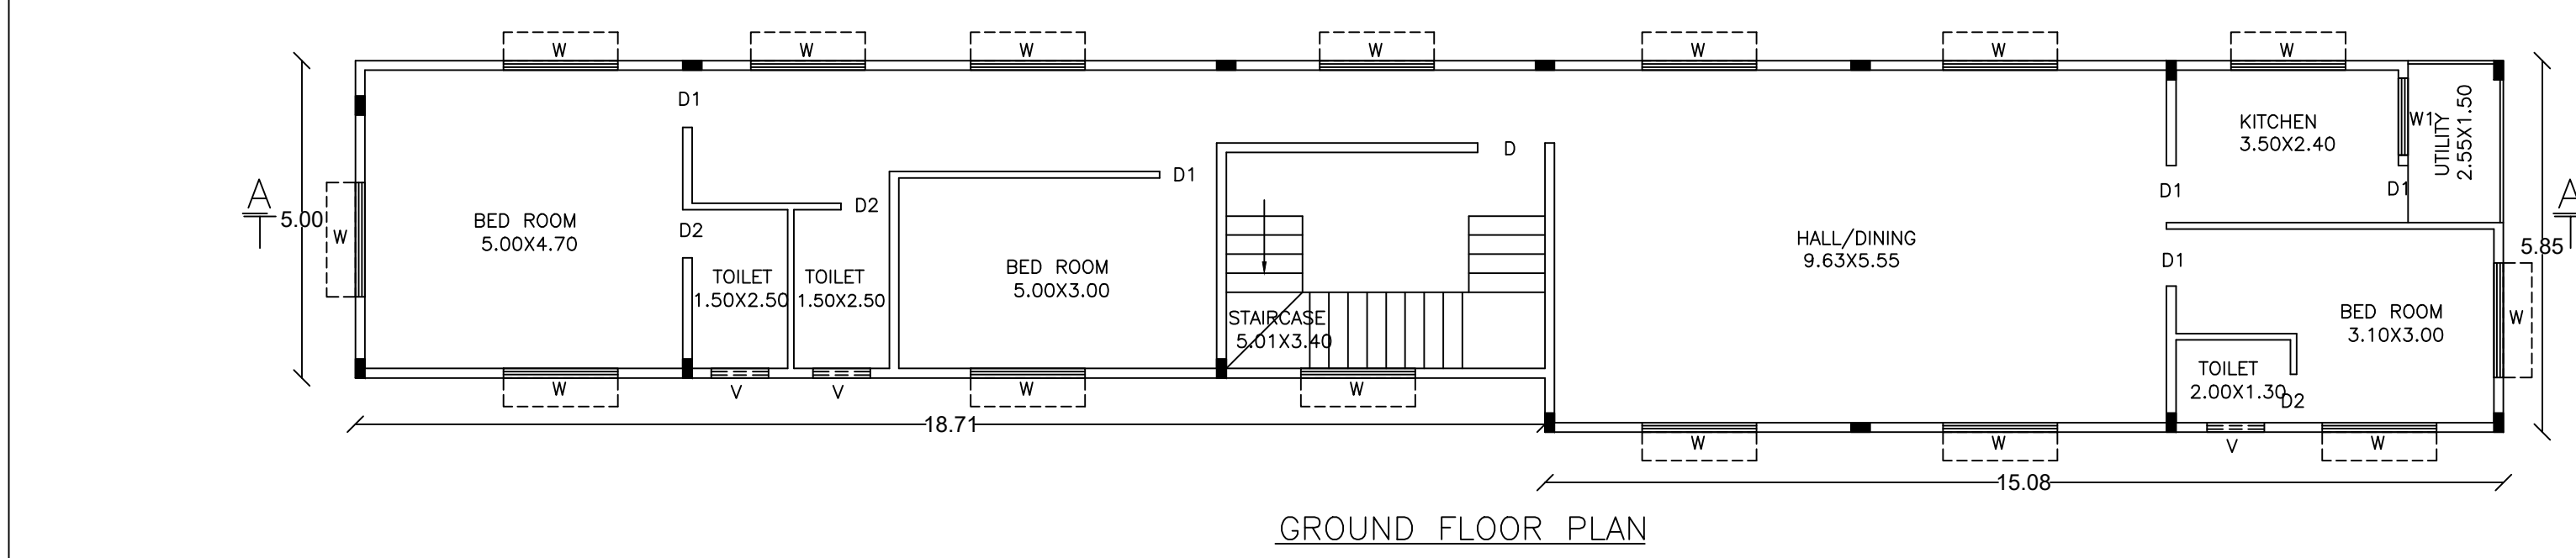 W W W W W W W
D1
W1
UTILITY
2.55X1.50
KITCHEN
3.50X2.40
D
D1
D1 D1
A A
D2
5.00
BED ROOM
5.00X4.70
W
D2
HALL/DINING
9.63X5.55
5.85
D1
BED ROOM
5.00X3.00
TOILET
1.50X2.50
TOILET
1.50X2.50
STAIRCASE
5.01X3.40
BED ROOM
3.10X3.00
W
TOILET
2.00X1.30
D2
W V V W W
18.71
W W V W
15.08
GROUND FLOOR PLAN